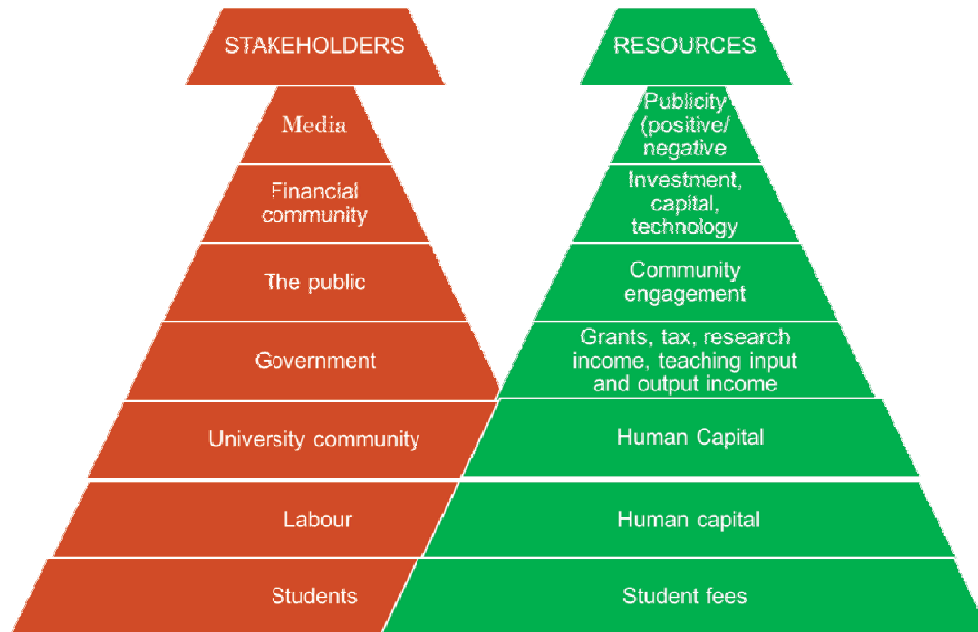 STAKEHOLDERS
Media
Financial
community
The public
Government
University community
Labour
Students
RESOURCES
Publicity
(positive/
negative
Investment,
capital,
technology
Community
engagement
Grants, tax, research
income, teaching input
and output income
Human Capital
Human capital
Student fees